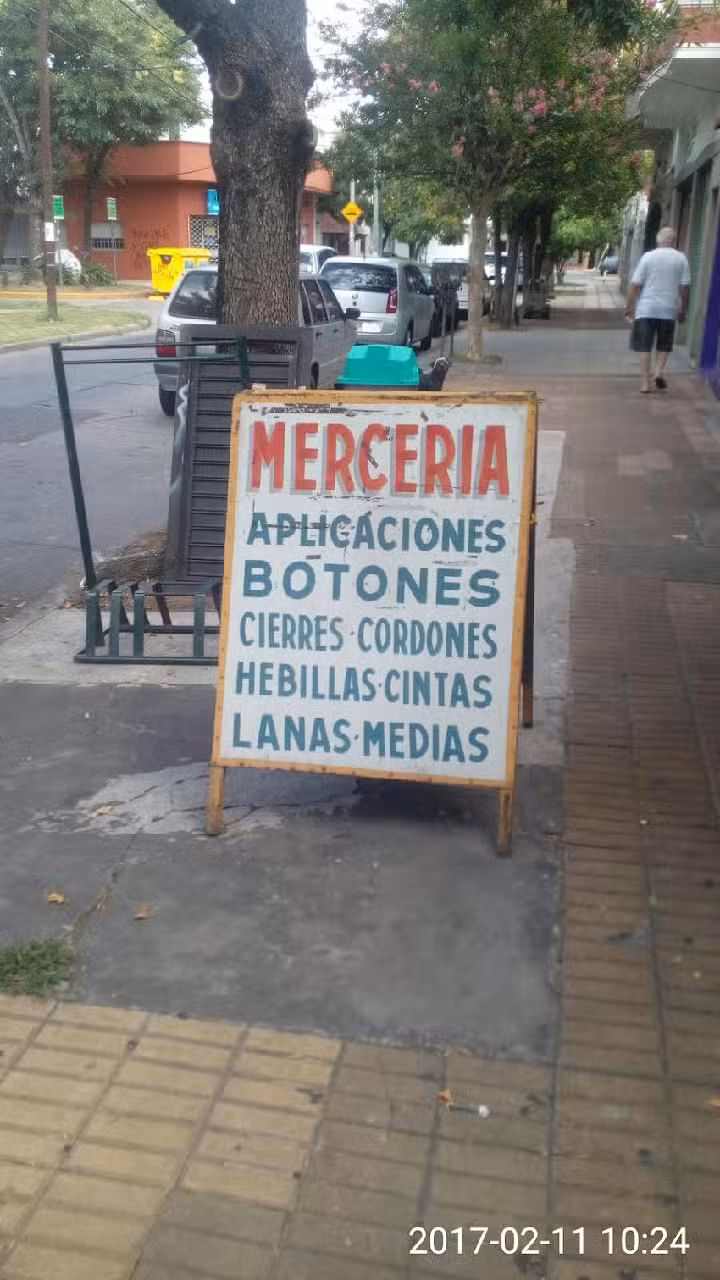 MERCERIA
APLICACIONES
BOTONES
CIERRES·CORDONES
HEBILLAS·CINTAS
LANAS·MEDIAS
2017-02-11 10:24